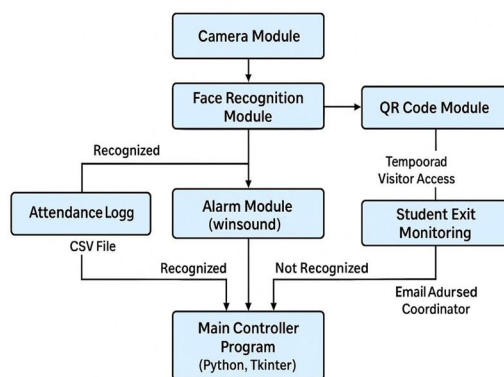 Camera Module
Face Recognition
Module
QR Code Module
Recognized
Tempoorad
Visitor Access
Attendance Logg
Alarm Module
(winsound)
Student Exit
Monitoring
CSV File
Recognized
Not Recognized
Email Adursed
Coordinator
Main Controller
Program
(Python, Tkinter)